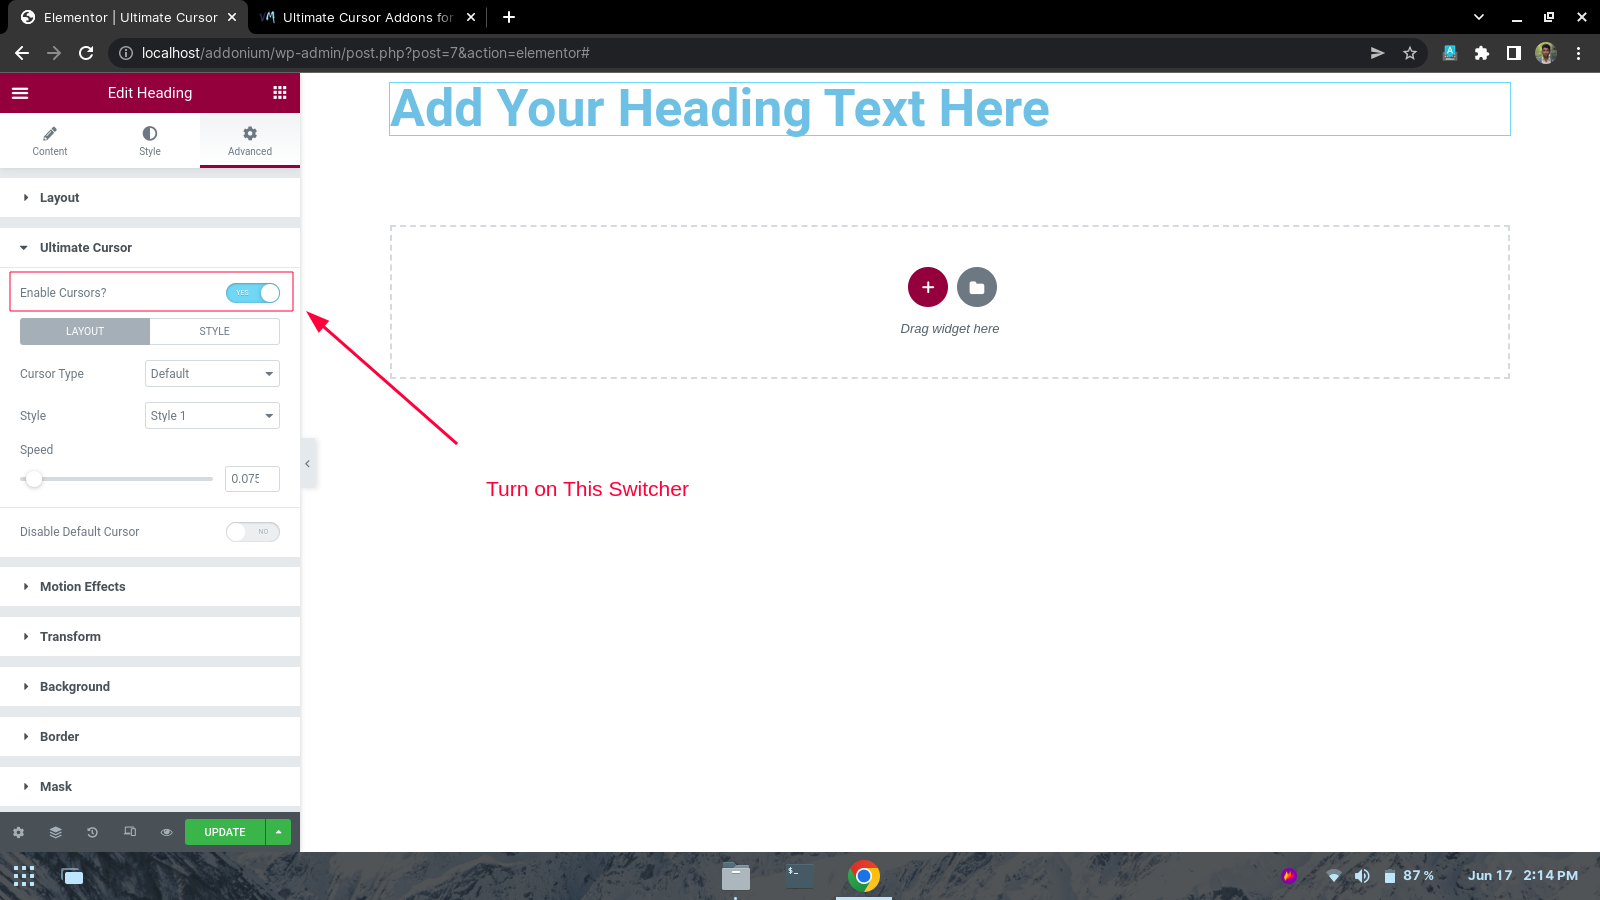 Elementor | Ultimate Cursor
Ultimate Cursor Addons for
localhost/addonium/wp-admin/post.php?post=7&action=elementor#
Edit Heading
Content
Style
Advanced
Layout
Ultimate Cursor
Enable Cursors?
YES
LAYOUT
STYLE
Cursor Type
Default
Style
Style 1
Speed
0.075
Disable Default Cursor
NO
Motion Effects
Transform
Background
Border
Mask
UPDATE
Add Your Heading Text Here
Drag widget here
Turn on This Switcher
87 %
Jun 17 2:14 PM